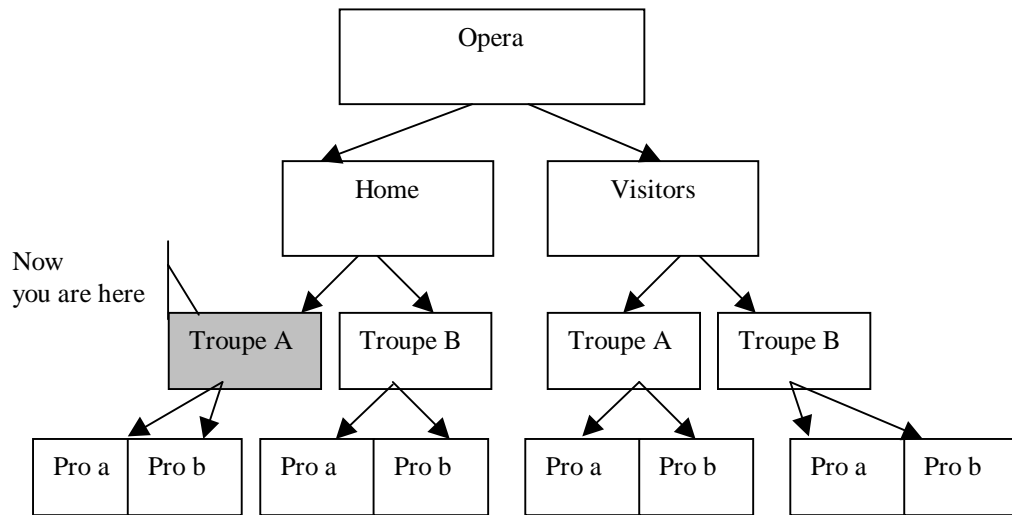 Opera
Home
Visitors
Now
you are here
Troupe A
Troupe B
Troupe A
Troupe B
Pro a
Pro b
Pro a
Pro b
Pro a
Pro b
Pro a
Pro b